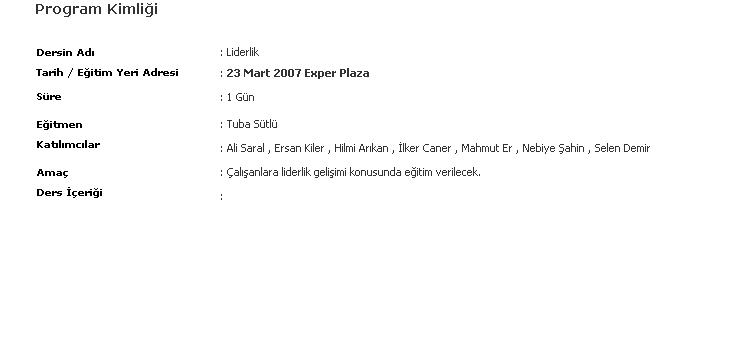 Program Kimliği
Dersin Adı : Liderlik
Tarih / Eğitim Yeri Adresi : 23 Mart 2007 Exper Plaza
Süre : 1 Gün
Eğitmen : Tuba Sütlü
Katılımcılar : Ali Saral , Ersan Kiler , Hilmi Arıkan , İlker Caner , Mahmut Er , Nebiye Şahin , Selen Demir
Amaç : Çalışanlara liderlik gelişimi konusunda eğitim verilecek.
Ders İçeriği :